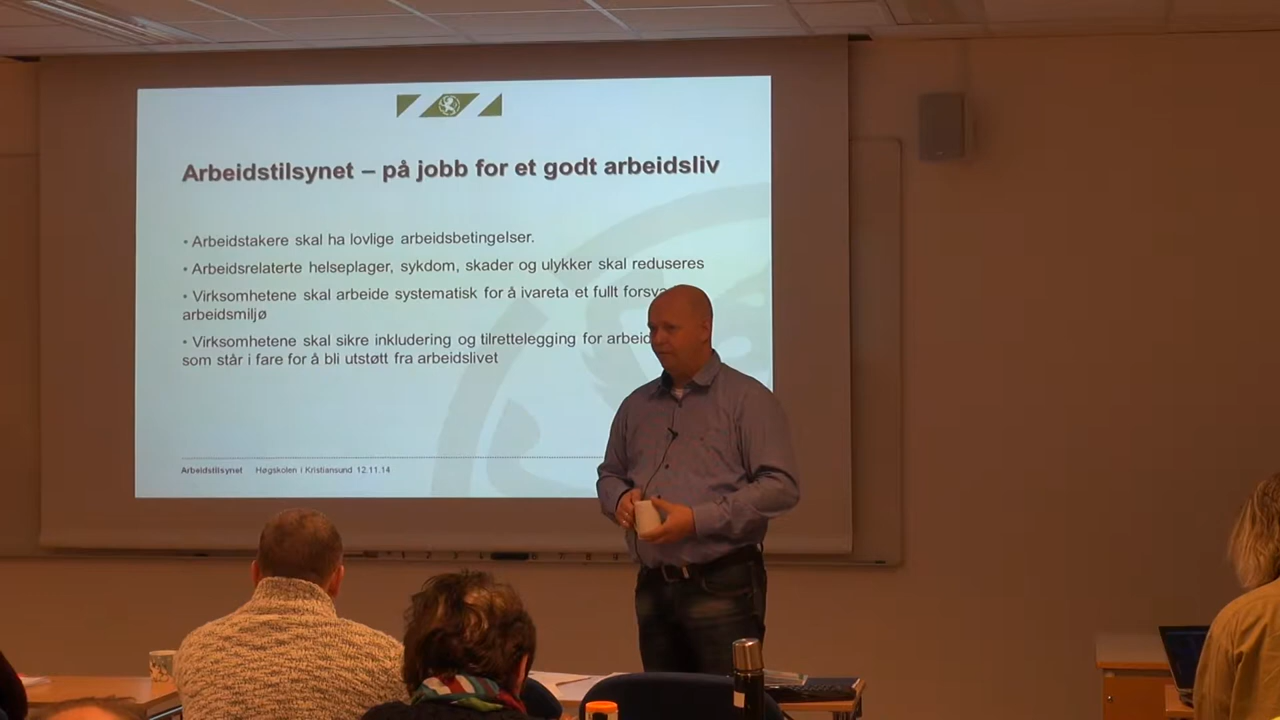 Arbeidstilsynet – på jobb for et godt arbeidsliv
• Arbeidstakere skal ha lovlige arbeidsbetingelser.
• Arbeidsrelaterte helseplager, sykdom, skader og ulykker skal reduseres
• Virksomhetene skal arbeide systematisk for å ivareta et fullt
arbeidsmiljø
• Virksomhetene skal sikre inkludering og tilrettelegging for
som står i fare for å bli utstøtt fra arbeidslivet
Arbeidstilsynet Høgskolen i Kristiansund 12.11.14